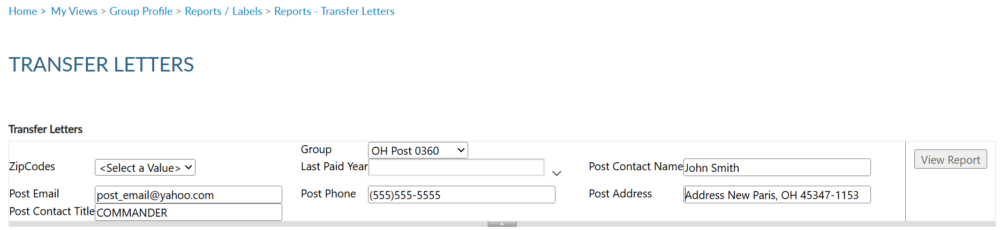 Home > My Views > Group Profile > Reports / Labels > Reports - Transfer Letters
TRANSFER LETTERS
Transfer Letters
Group OH Post 0360
ZipCodes <Select a Value> Last Paid Year Post Contact Name John Smith View Report
Post Email post_email@yahoo.com Post Phone (555)555-5555 Post Address Address New Paris, OH 45347-1153
Post Contact Title COMMANDER